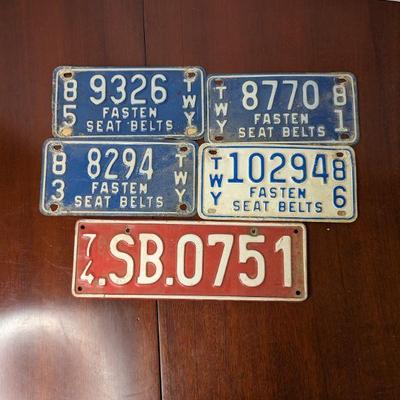 85 9326 TWY
FASTEN
SEAT BELTS
TWY 8770 81
FASTEN
SEAT BELTS
83 8294 TWY
FASTEN
SEAT BELTS
TWY 10294 86
FASTEN
SEAT BELTS
74.SB.0751